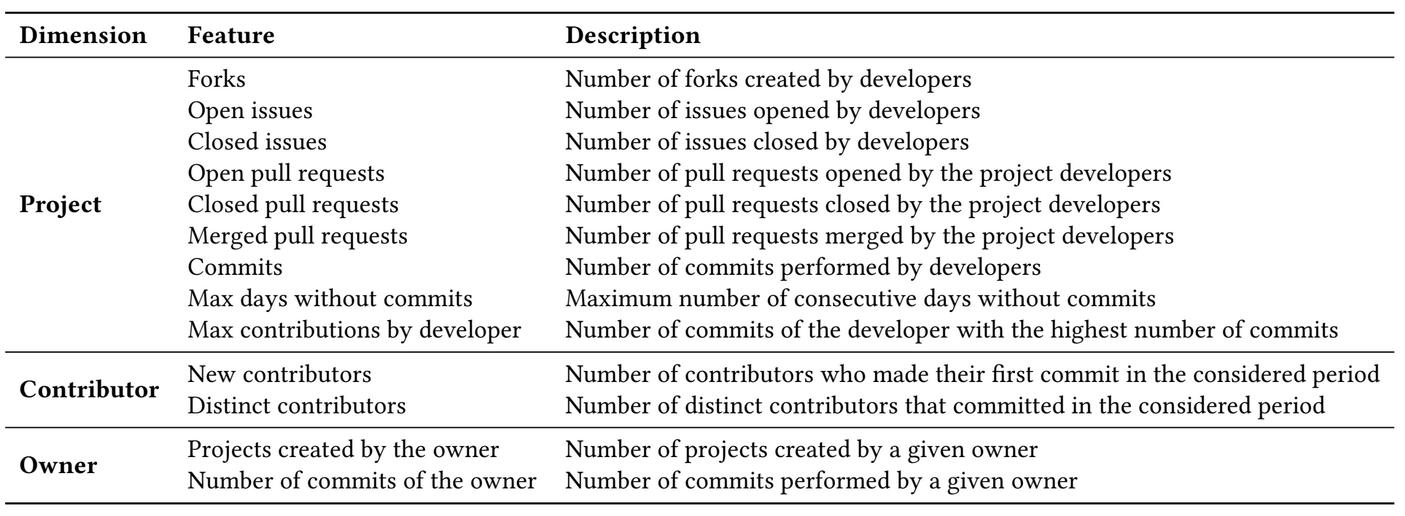 Dimension Feature Description
Forks Number of forks created by developers
Open issues Number of issues opened by developers
Closed issues Number of issues closed by developers
Open pull requests Number of pull requests opened by the project developers
Project Closed pull requests Number of pull requests closed by the project developers
Merged pull requests Number of pull requests merged by the project developers
Commits Number of commits performed by developers
Max days without commits Maximum number of consecutive days without commits
Max contributions by developer Number of commits of the developer with the highest number of commits
Contributor
New contributors Number of contributors who made their first commit in the considered period
Distinct contributors Number of distinct contributors that committed in the considered period
Owner
Projects created by the owner Number of projects created by a given owner
Number of commits of the owner Number of commits performed by a given owner